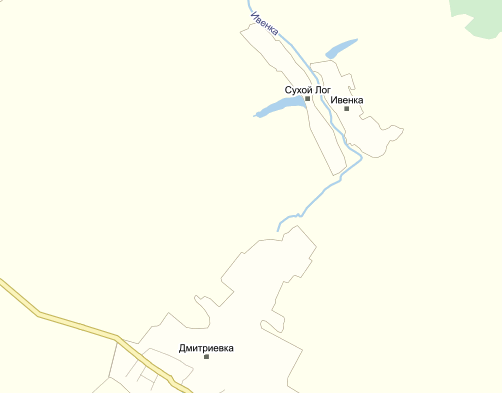 Ивенка
Сухой Лог
Ивенка
Дмитриевка